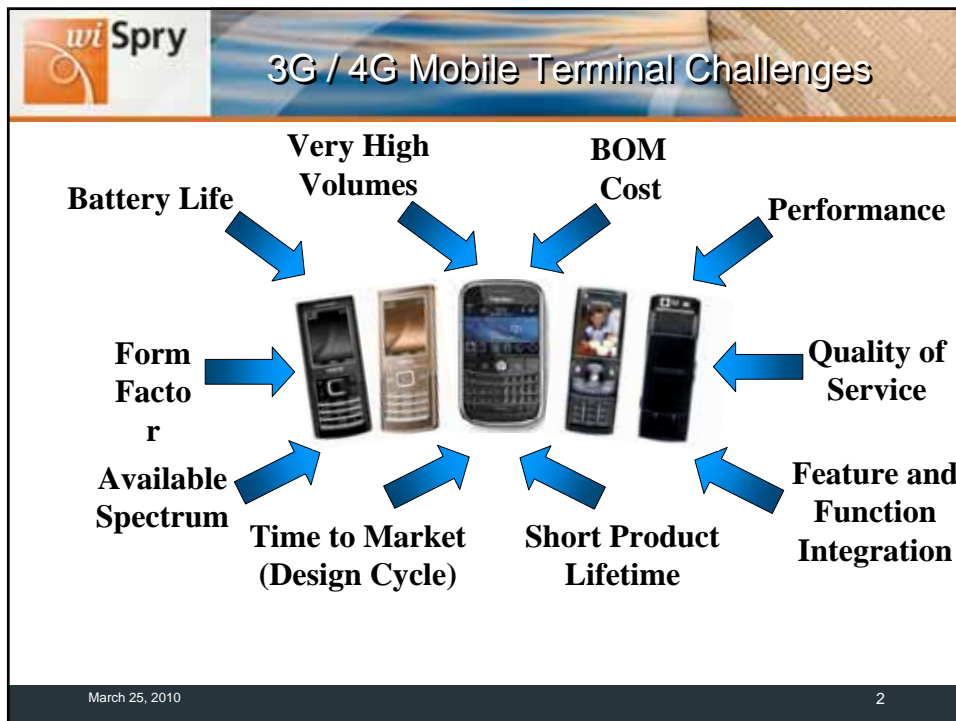 wi Spry
3G / 4G Mobile Terminal Challenges
Very High
Volumes
BOM
Cost
Battery Life
Performance
Form
Facto
r
Quality of
Service
Available
Spectrum
Feature and
Function
Integration
Time to Market
(Design Cycle)
Short Product
Lifetime
March 25, 2010
2